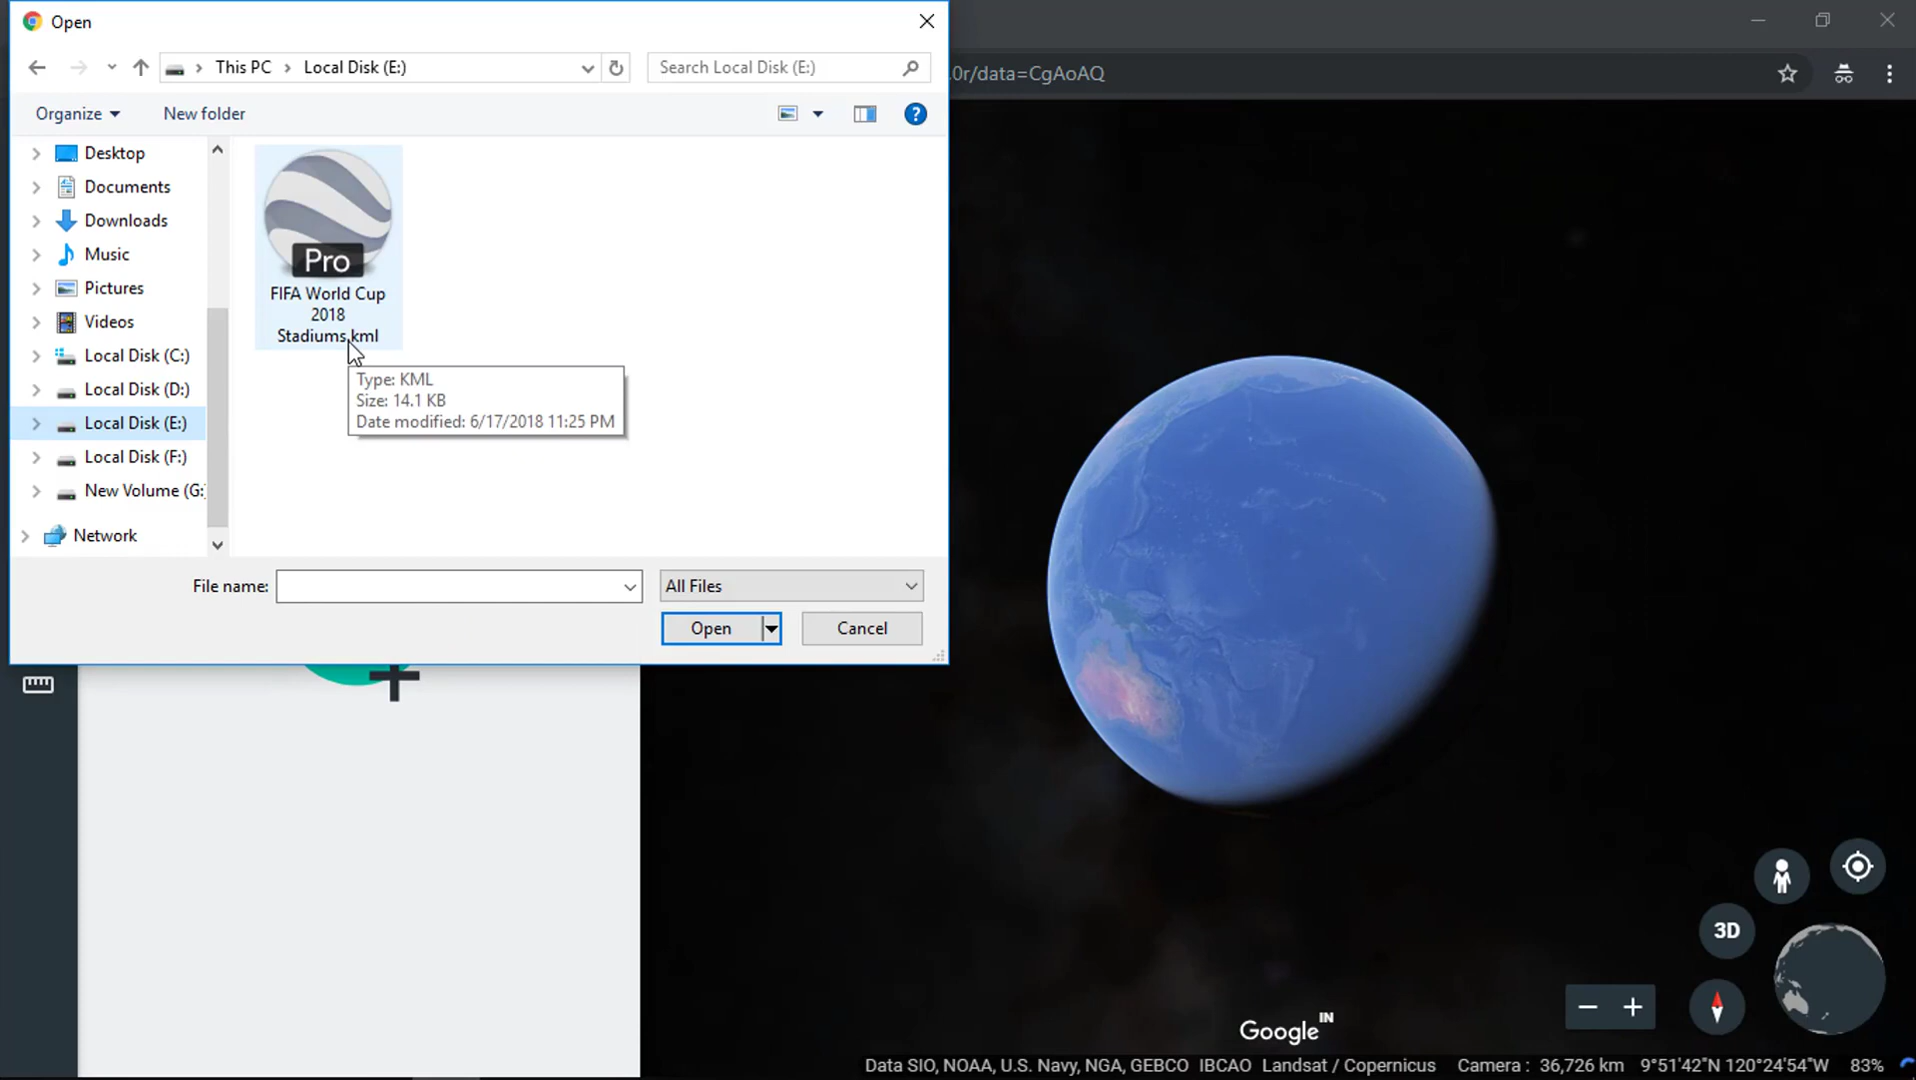 Open
This PC
Local Disk (E:)
Search Local Disk (E:)
.0r/data=CgAoAQ
Organize
New folder
?
Desktop
Documents
Downloads
Music
Pictures
Videos
Local Disk (C:)
Local Disk (D:)
Local Disk (E:)
Local Disk (F:)
New Volume (G:
Network
Pro
FIFA World Cup
2018
Stadiums.kml
Type: KML
Size: 14.1 KB
Date modified: 6/17/2018 11:25 PM
File name:
All Files
Open
Cancel
3D
Google IN
Data SIO, NOAA, U.S. Navy, NGA, GEBCO IBCAO Landsat / Copernicus Camera : 36,726 km 9°51'42"N 120°24'54"W 83%